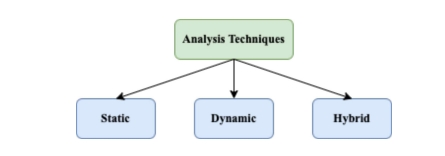 Analysis Techniques
Static
Dynamic
Hybrid